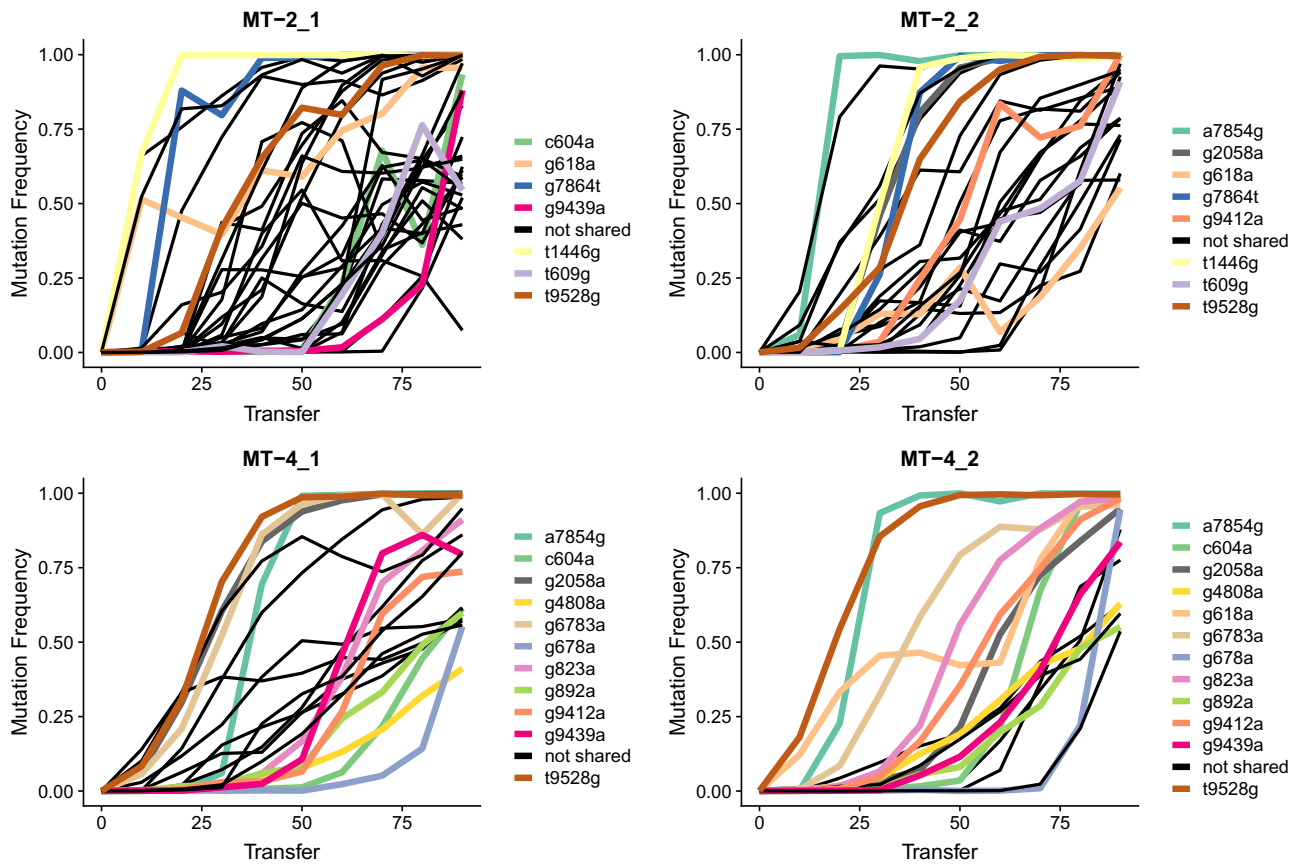 MT−2_1
Mutation Frequency
1.00
0.75
0.50
0.25
0.00
0
25
50
75
Transfer
c604a
g618a
g7864t
g9439a
not shared
t1446g
t609g
t9528g
MT−2_2
Mutation Frequency
1.00
0.75
0.50
0.25
0.00
0
25
50
75
Transfer
a7854g
g2058a
g618a
g7864t
g9412a
not shared
t1446g
t609g
t9528g
MT−4_1
Mutation Frequency
1.00
0.75
0.50
0.25
0.00
0
25
50
75
Transfer
a7854g
c604a
g2058a
g4808a
g6783a
g678a
g823a
g892a
g9412a
g9439a
not shared
t9528g
MT−4_2
Mutation Frequency
1.00
0.75
0.50
0.25
0.00
0
25
50
75
Transfer
a7854g
c604a
g2058a
g4808a
g618a
g6783a
g678a
g823a
g892a
g9412a
g9439a
not shared
t9528g